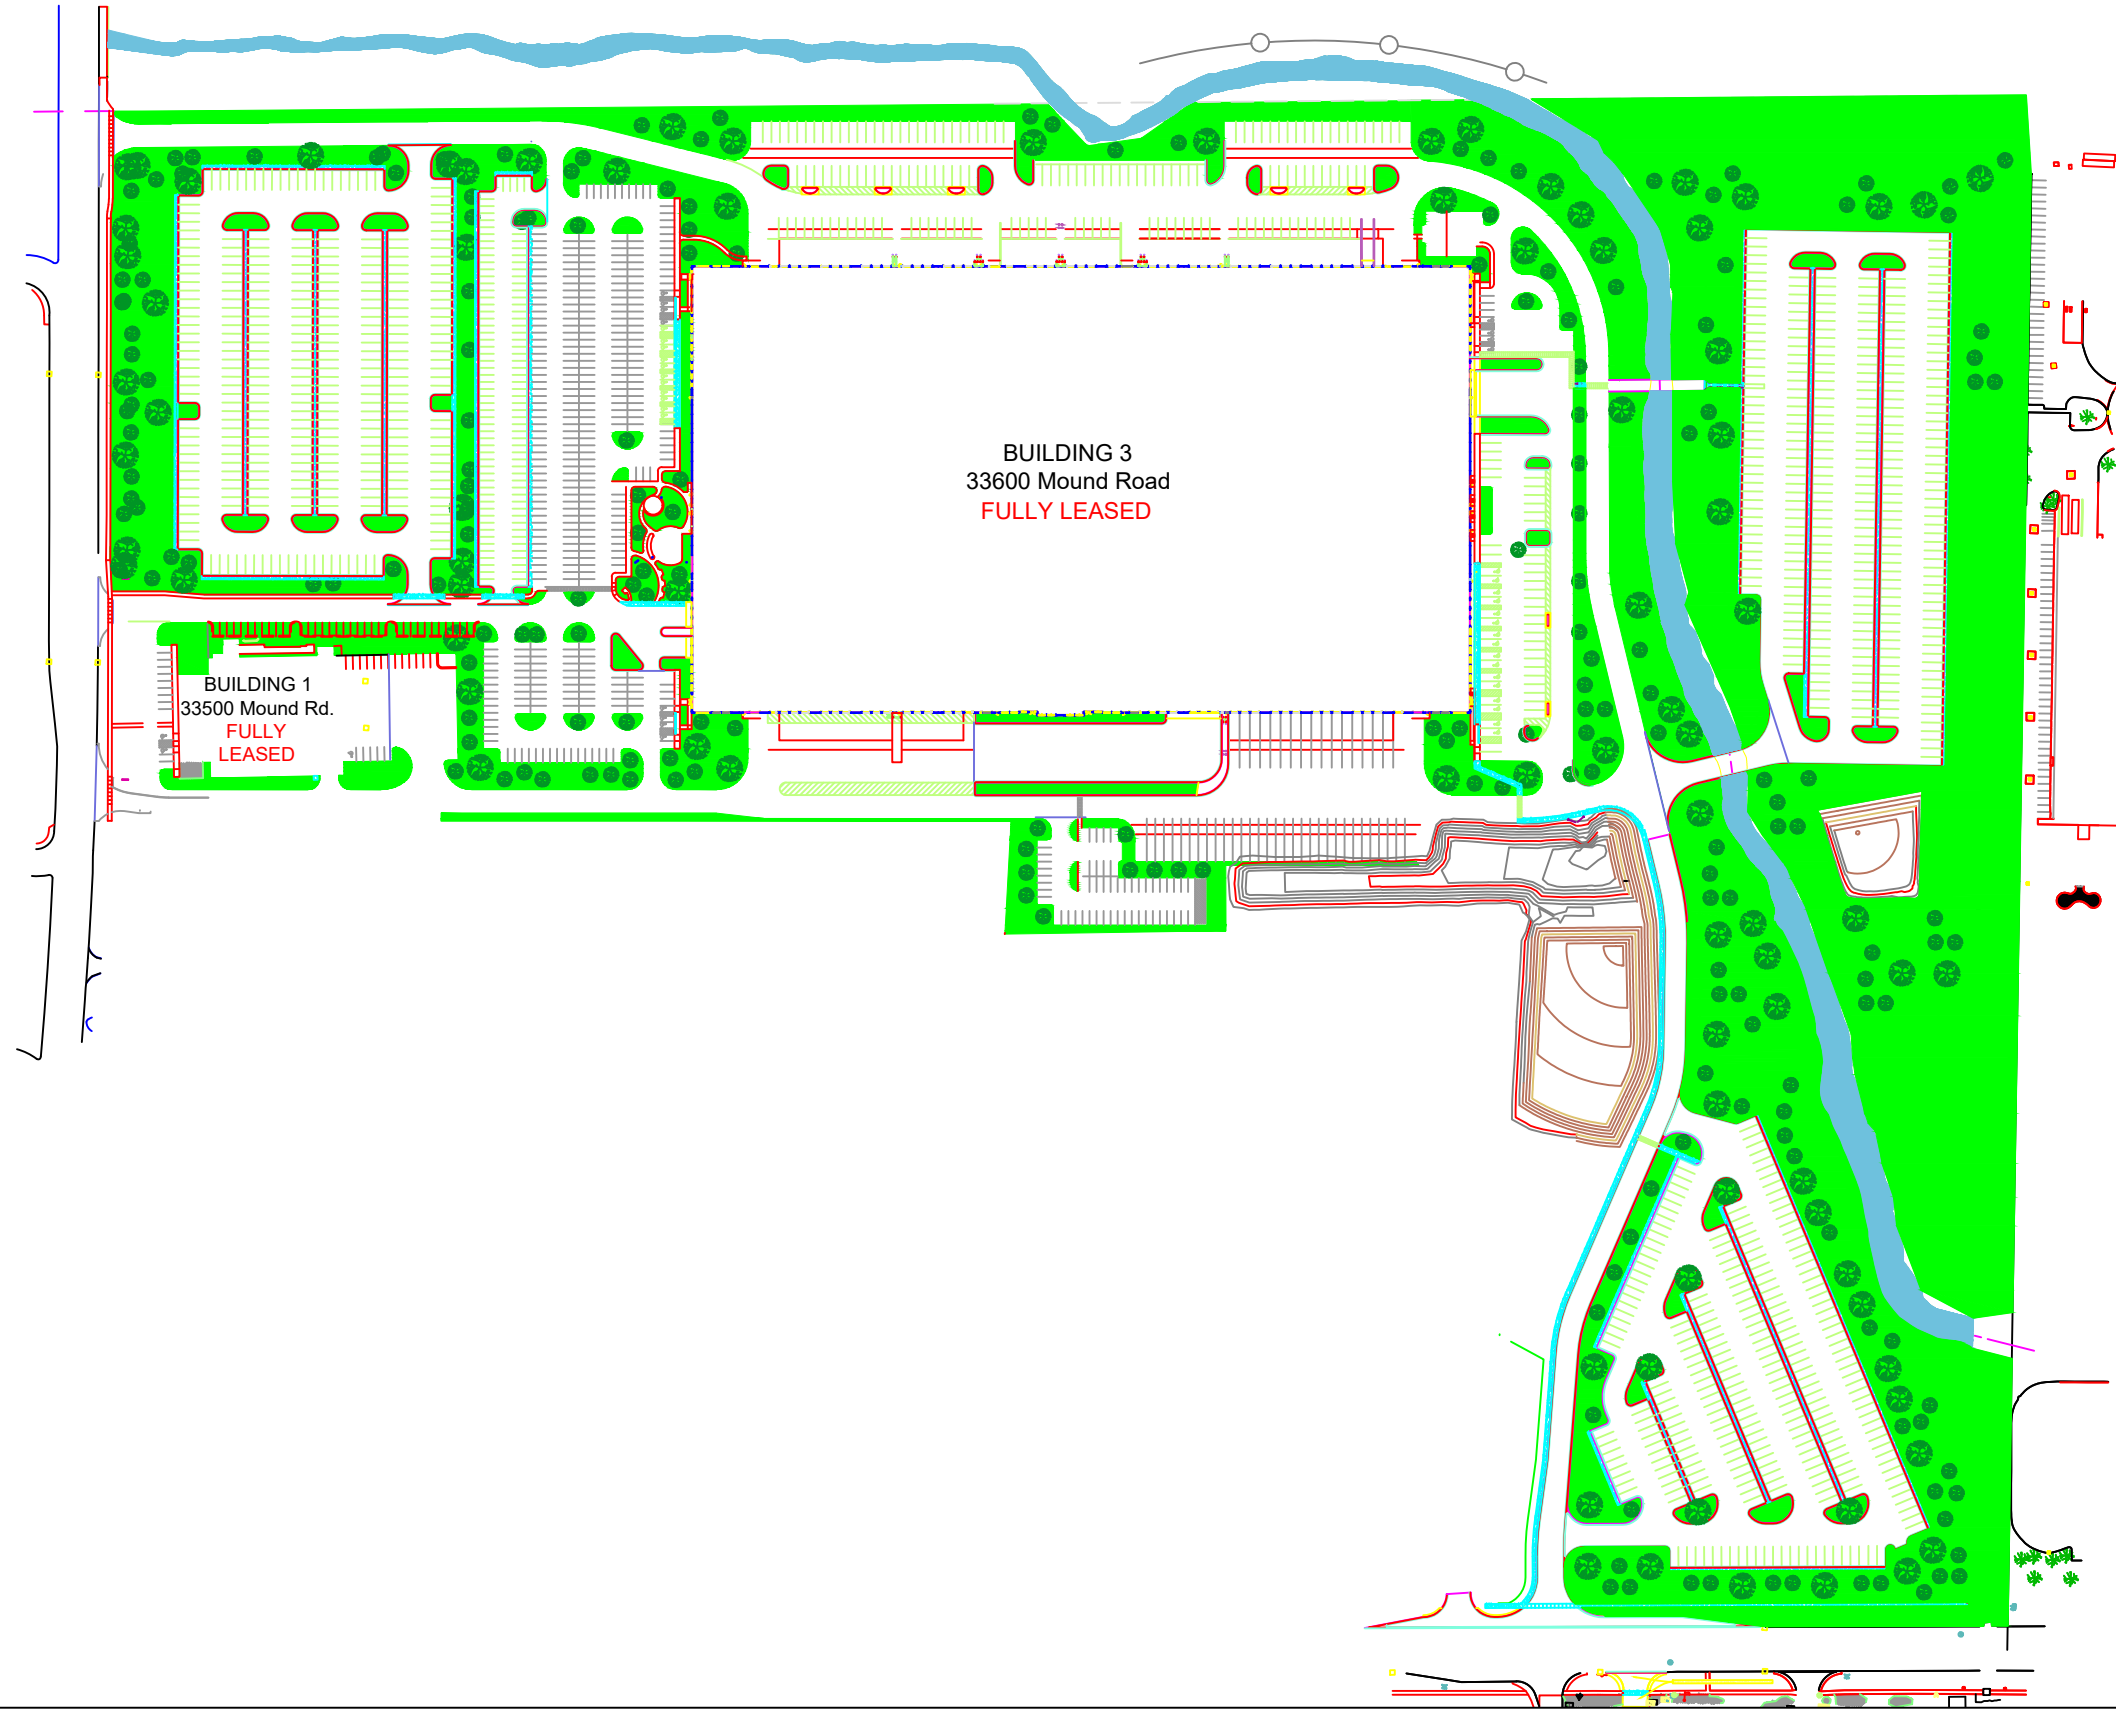 BUILDING 3
33600 Mound Road
FULLY LEASED
BUILDING 1
33500 Mound Rd.
FULLY
LEASED